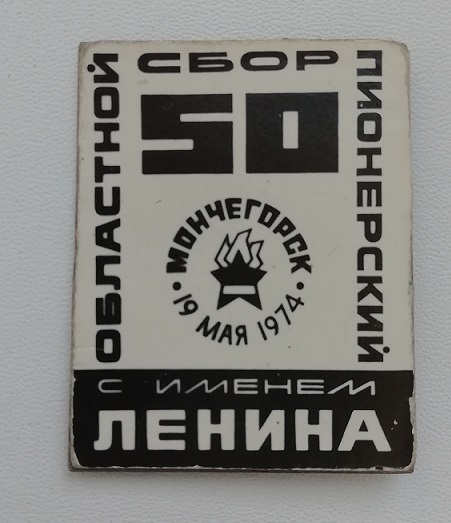 ОБЛАСТНОЙ
СБОР
ПИОНЕРСКИЙ
50
МОНЧЕГОРСК
• 19 МАЯ 1974 •
С ИМЕНЕМ
ЛЕНИНА